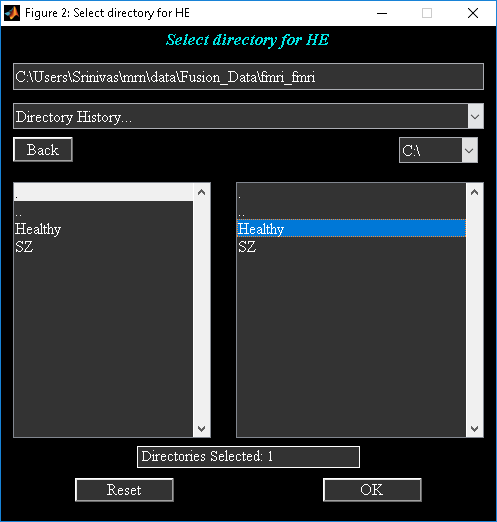 Figure 2: Select directory for HE
Select directory for HE
C:\Users\Srinivas\mrn\data\Fusion_Data\fmri_fmri
Directory History...
Back
C:\
.
..
Healthy
SZ
.
..
Healthy
SZ
Directories Selected: 1
Reset
OK